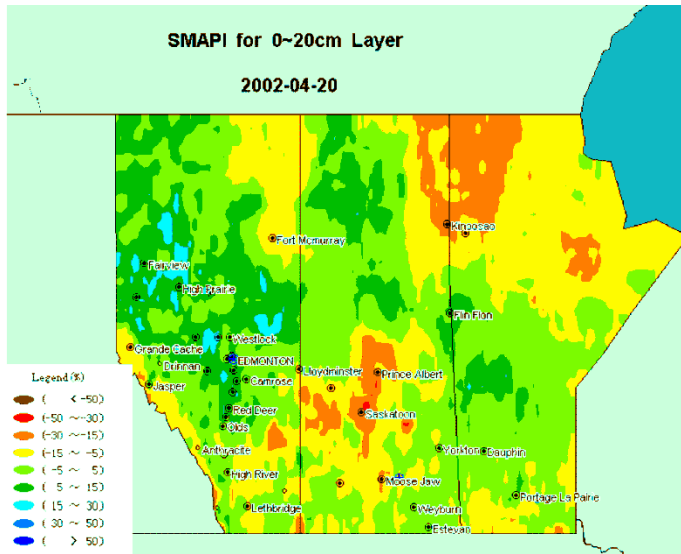 SMAPI for 0~20cm Layer
2002-04-20
Kinoosao
Fort Mcmurray
Fairview
High Prairie
Flin Flon
Westlock
Grande Cache
EDMONTON
Drinnan
Lloydminster
Prince Albert
Jasper
Camrose
Red Deer
Saskatoon
Olds
Anthracite
Yorkton
Dauphin
High River
Moose Jaw
Portage La Pairie
Lethbridge
Weyburn
Estevan
Legend(%)
( < -50)
(-50 ~ -30)
(-30 ~ -15)
(-15 ~ -5)
( -5 ~ 5)
( 5 ~ 15)
( 15 ~ 30)
( 30 ~ 50)
( > 50)